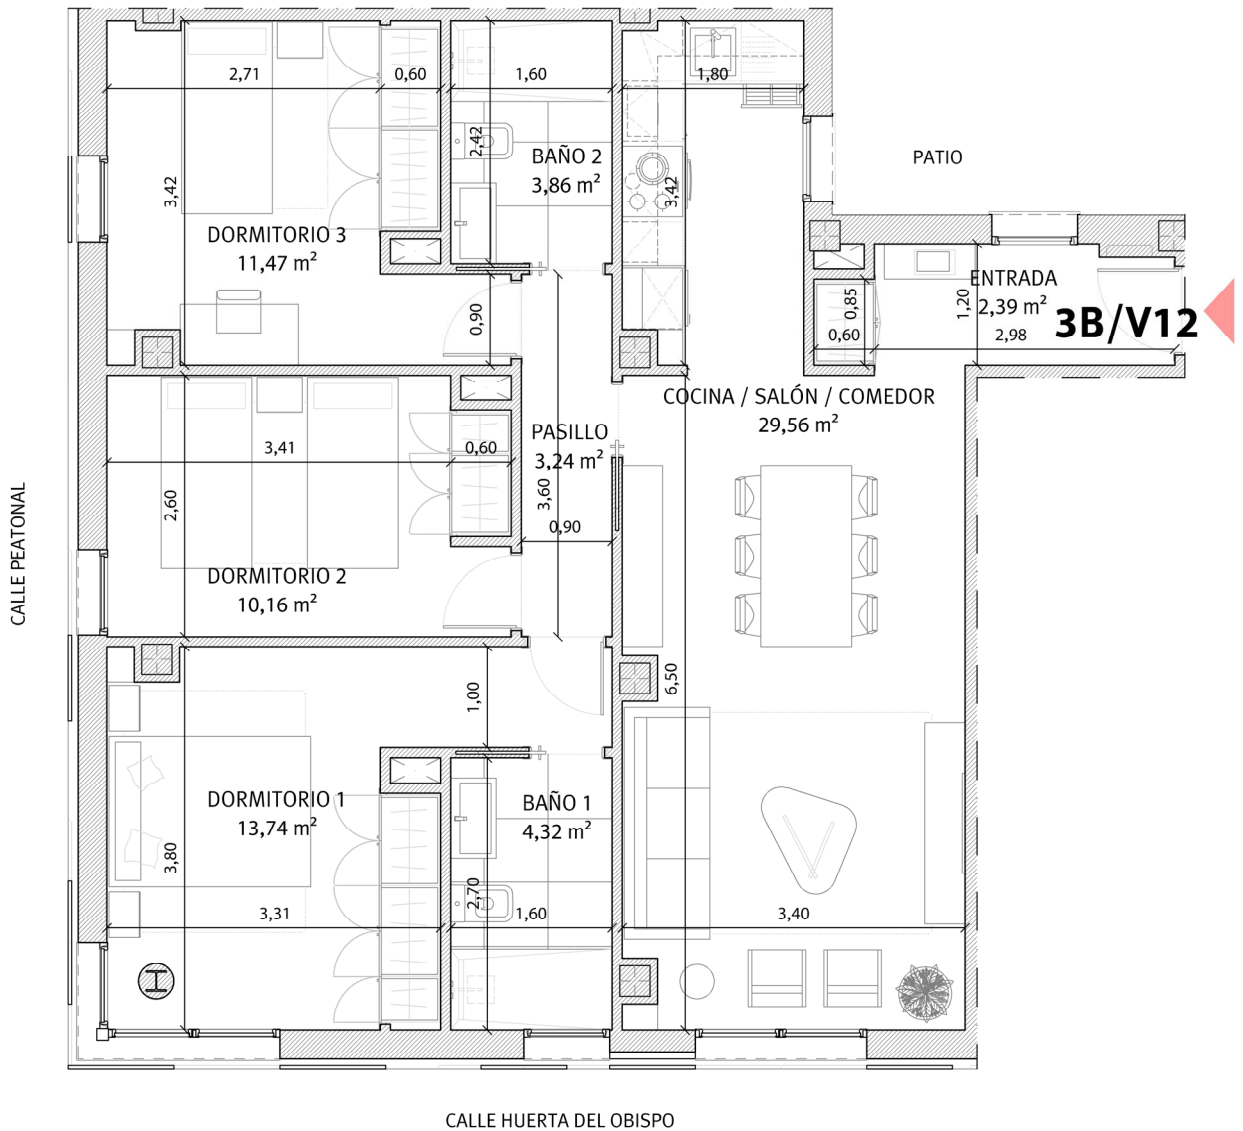 2,71
0,60
1,60
1,80
2,42
BAÑO 2
3,86 m²
PATIO
3,42
3,42
DORMITORIO 3
11,47 m²
ENTRADA
2,39 m²
1,20
0,85
0,60
2,98
3B/V12
0,90
COCINA / SALÓN / COMEDOR
29,56 m²
PASILLO
3,24 m²
3,41
0,60
2,60
3,60
0,90
CALLE PEATONAL
DORMITORIO 2
10,16 m²
6,50
1,00
DORMITORIO 1
13,74 m²
BAÑO 1
4,32 m²
3,80
2,70
3,31
1,60
3,40
CALLE HUERTA DEL OBISPO